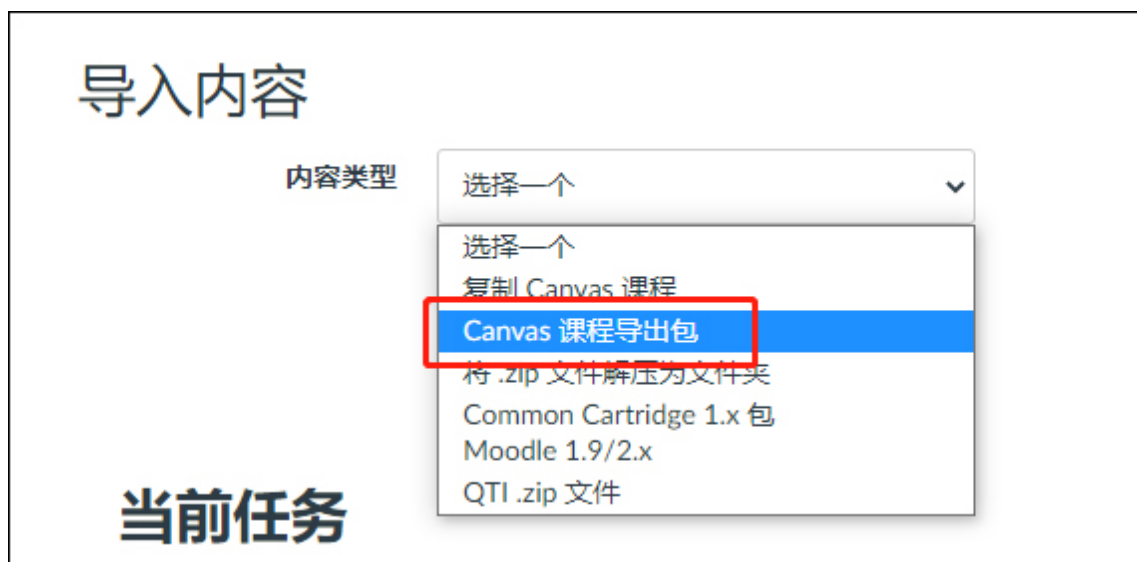 导入内容
内容类型
选择一个
选择一个
复制 Canvas 课程
Canvas 课程导出包
将 .zip 文件解压为文件夹
Common Cartridge 1.x 包
Moodle 1.9/2.x
QTI .zip 文件
当前任务